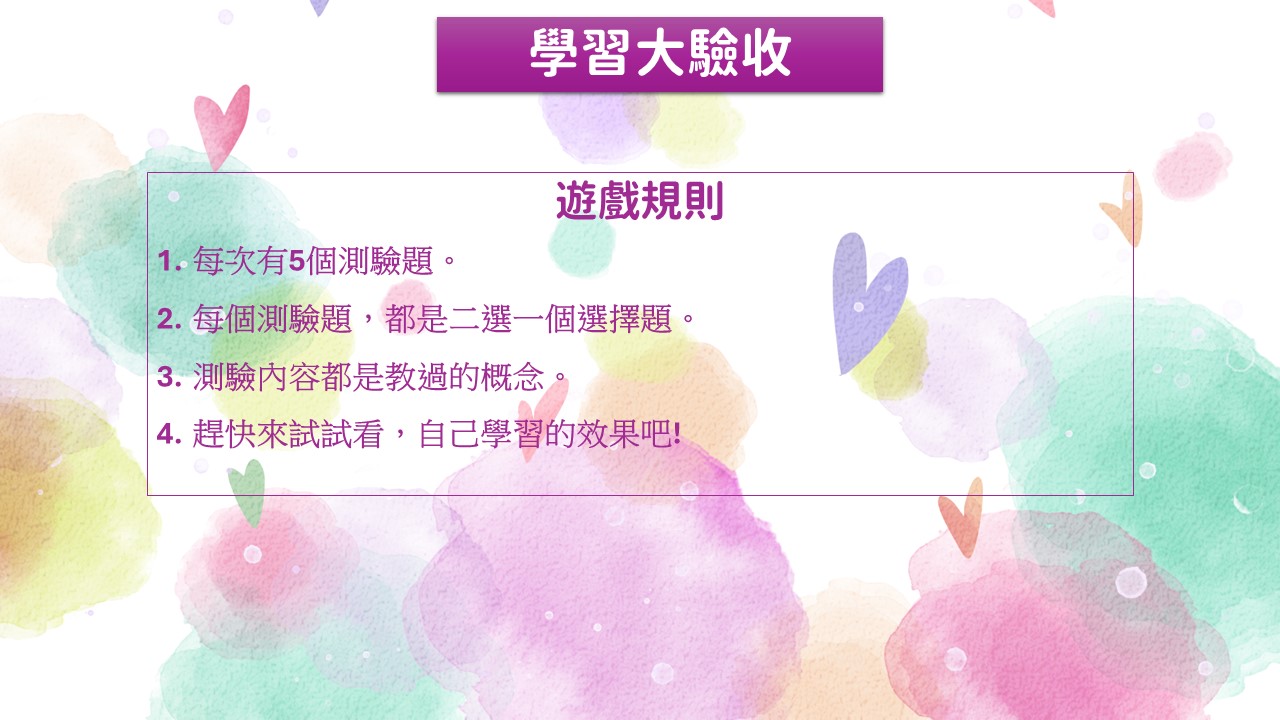 學習大驗收
遊戲規則
1. 每次有5個測驗題。
2. 每個測驗題，都是二選一個選擇題。
3. 測驗內容都是教過的概念。
4. 趕快來試試看，自己學習的效果吧!